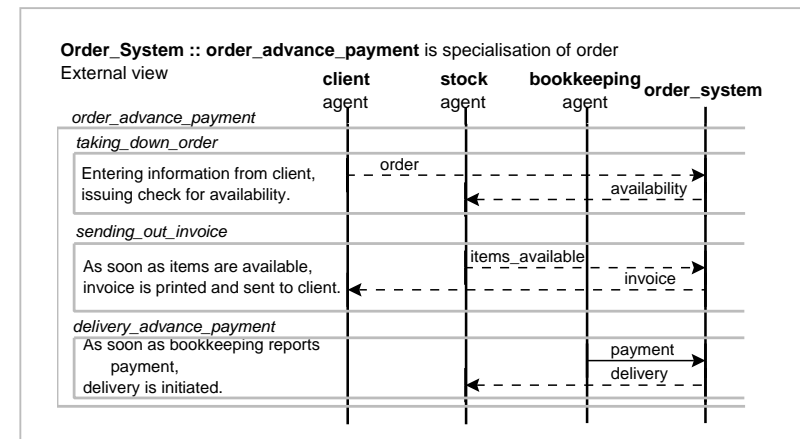 Order_System :: order_advance_payment is specialisation of order
External view
client
agent
stock
agent
bookkeeping
agent
order_system
order_advance_payment
taking_down_order
Entering information from client,
issuing check for availability.
order
availability
sending_out_invoice
As soon as items are available,
invoice is printed and sent to client.
items_available
invoice
delivery_advance_payment
As soon as bookkeeping reports
payment,
delivery is initiated.
payment
delivery